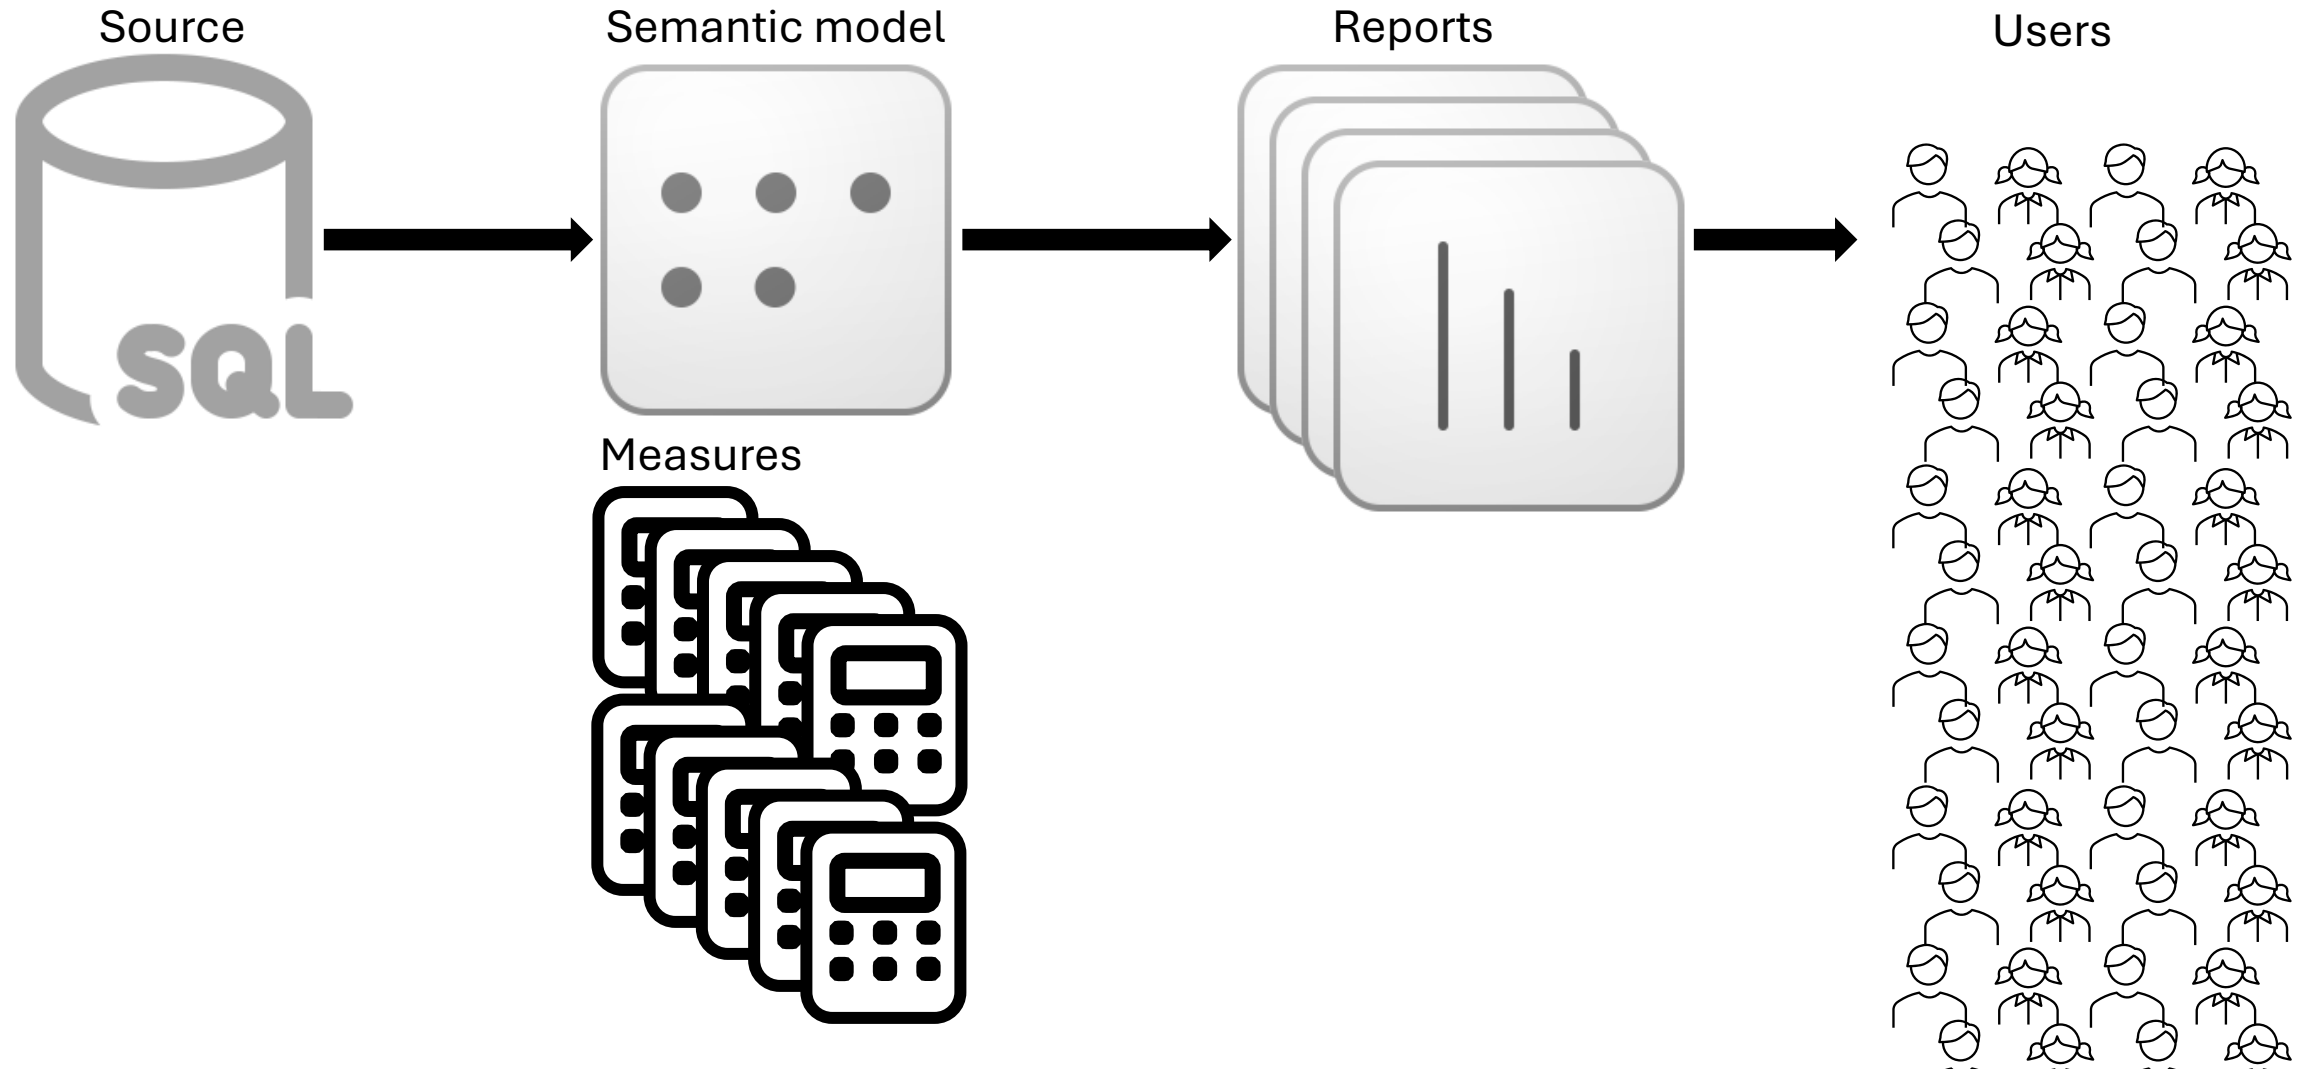 Source
Semantic model
Reports
Users
SQL
Measures